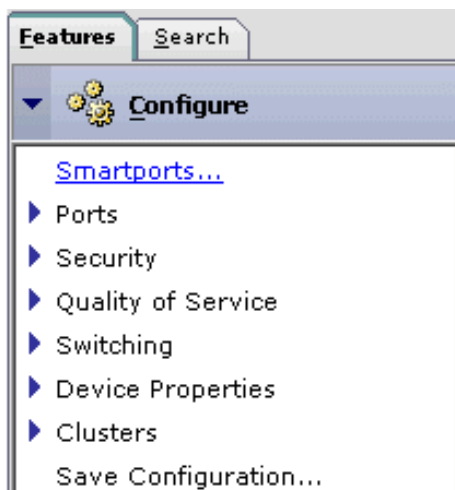 Features Search
Configure
Smartports...
Ports
Security
Quality of Service
Switching
Device Properties
Clusters
Save Configuration...